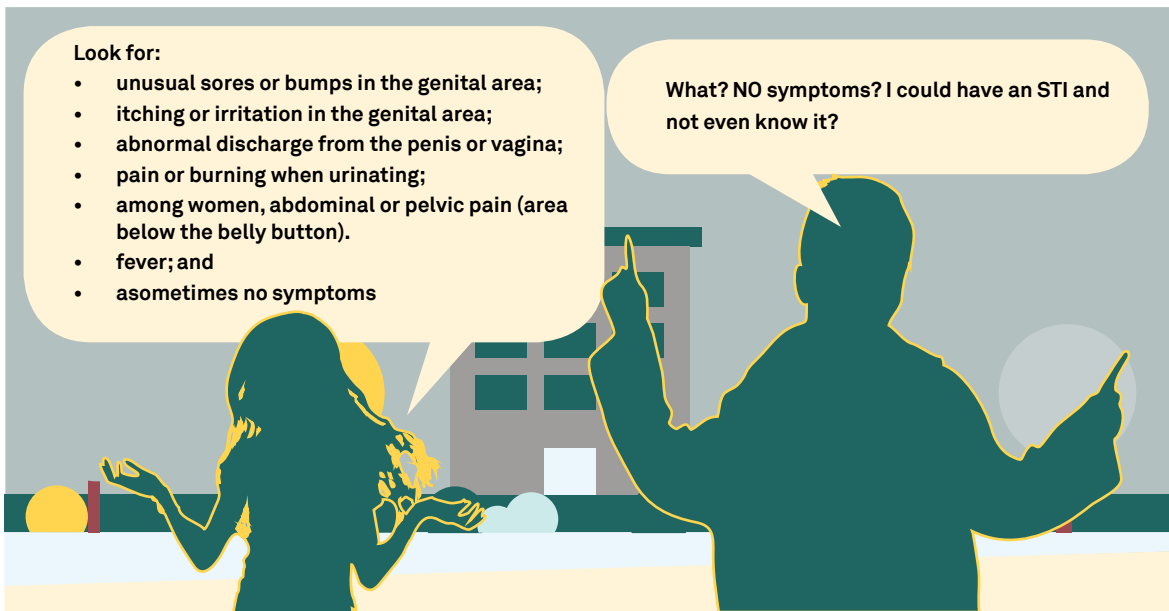 Look for:
• unusual sores or bumps in the genital area;
• itching or irritation in the genital area;
• abnormal discharge from the penis or vagina;
• pain or burning when urinating;
• among women, abdominal or pelvic pain (area
below the belly button).
• fever; and
• asometimes no symptoms
What? NO symptoms? I could have an STI and
not even know it?